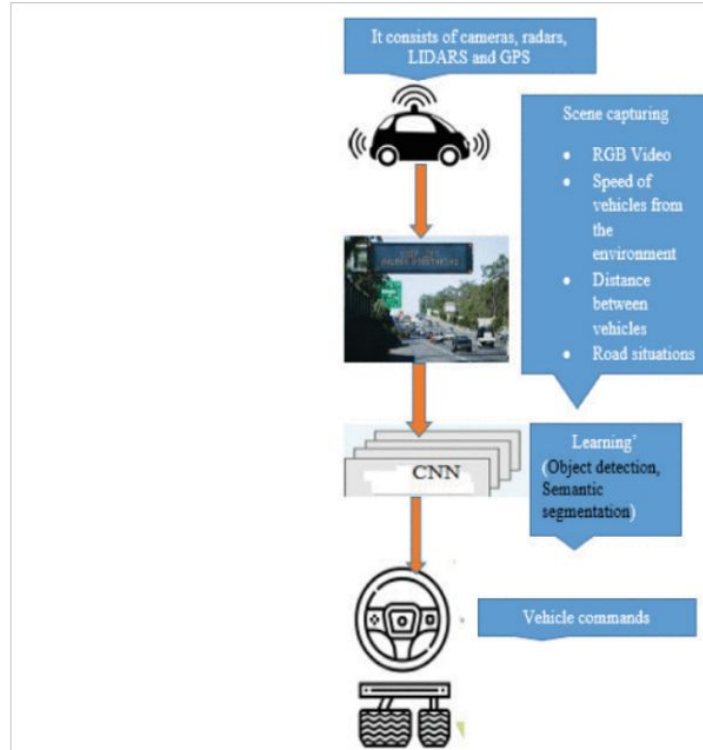 It consists of cameras, radars,
LIDARS and GPS
Scene capturing
• RGB Video
• Speed of
vehicles from
the
environment
• Distance
between
vehicles
• Road situations
CNN
Learning’
(Object detection,
Semantic
segmentation)
Vehicle commands